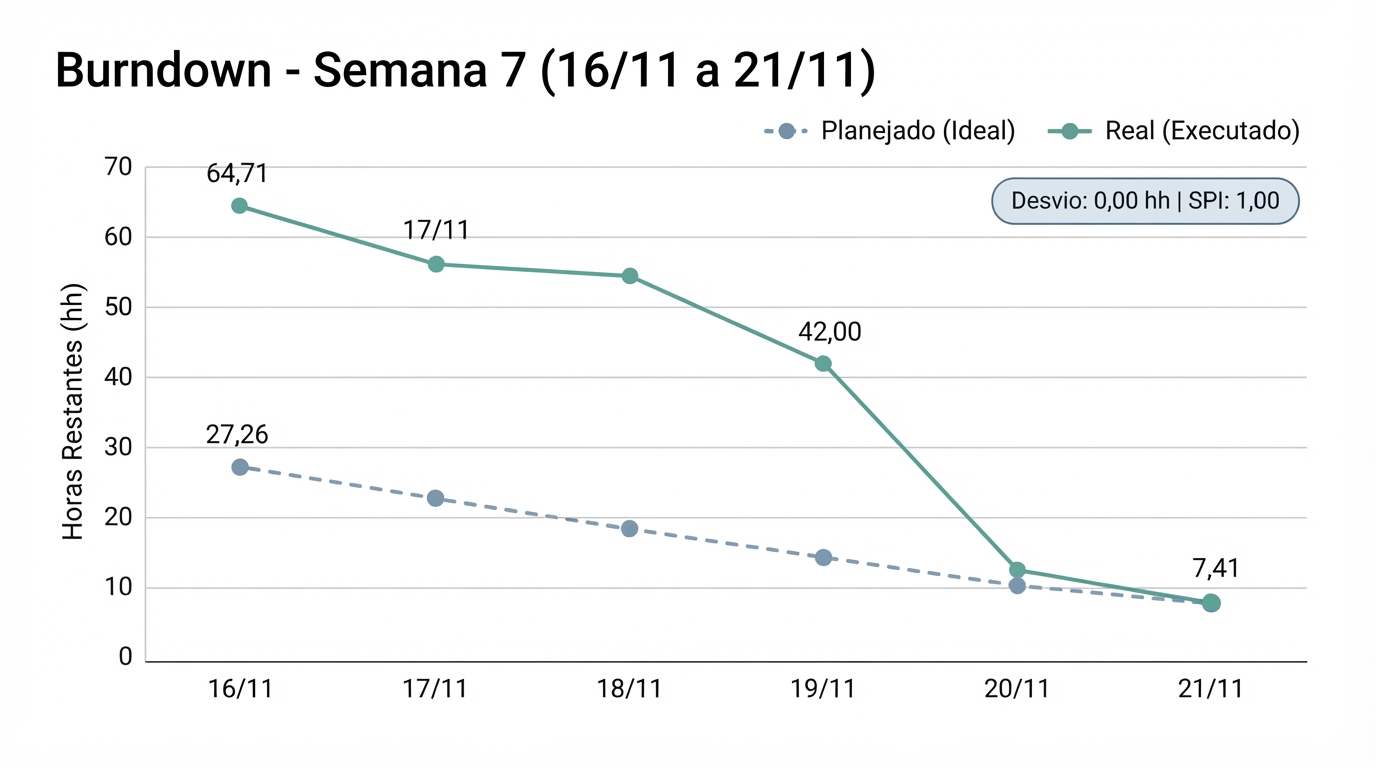 Burndown - Semana 7 (16/11 a 21/11)
Planejado (Ideal) Real (Executado)
Desvio: 0,00 hh | SPI: 1,00
Horas Restantes (hh)
70
60
50
40
30
20
10
0
64,71
17/11
42,00
27,26
7,41
16/11 17/11 18/11 19/11 20/11 21/11